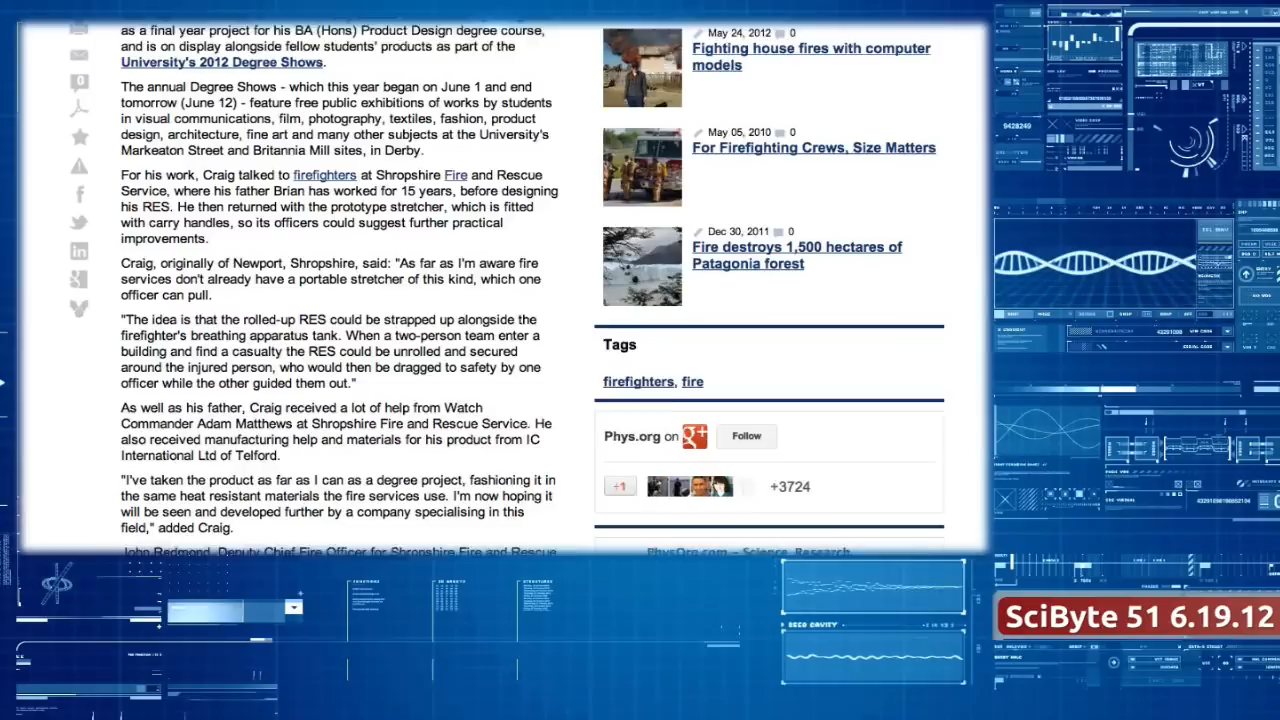 as a final year project for his BA (Hons) Product Design degree course,
and is on display alongside fellow students' products as part of the
University's 2012 Degree Shows.
The annual Degree Shows - which this year began on June 1 and end
tomorrow (June 12) - feature free public exhibitions of works by students
in visual communications, film, photography, textiles, fashion, product
design, architecture, fine art and many other subjects at the University's
Markeaton Street and Britannia Mill sites in Derby.
For his work, Craig talked to firefighters at Shropshire Fire and Rescue
Service, where his father Brian has worked for 15 years, before designing
his RES. He then returned with the prototype stretcher, which is fitted
with carry handles, so its officers could suggest further practical
improvements.
Craig, originally of Newport, Shropshire, said: "As far as I'm aware fire
services don't already have a portable stretcher of this kind, which one
officer can pull.
"The idea is that the rolled-up RES could be strapped up alongside the
firefighter's breathing apparatus tank. When a two-person team enter a
building and find a casualty the RES could be unrolled and secured
around the injured person, who would then be dragged to safety by one
officer while the other guided them out."
As well as his father, Craig received a lot of help from Watch
Commander Adam Matthews at Shropshire Fire and Rescue Service. He
also received manufacturing help and materials for his product from IC
International Ltd of Telford.
"I've taken the product as far as I can as a degree project, fashioning it in
the same heat resistant materials the fire services use. I'm now hoping it
will be seen and developed further by a company specialising in this
field," added Craig.
John Redmond, Deputy Chief Fire Officer for Shropshire Fire and Rescue
May 24, 2012 0
Fighting house fires with computer
models
May 05, 2010 0
For Firefighting Crews, Size Matters
Dec 30, 2011 0
Fire destroys 1,500 hectares of
Patagonia forest
Tags
firefighters, fire
Phys.org on g+ Follow
+1 +3724
PhysOrg.com – Science, Research,
9428249
SciByte 51 6.19.12